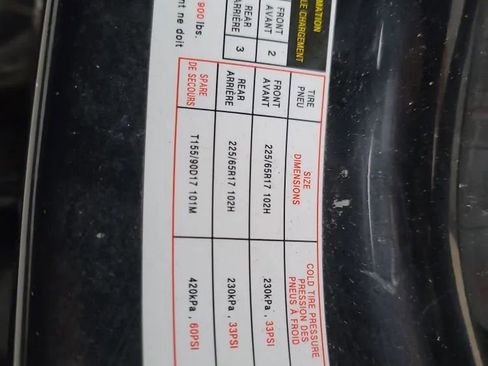 RMATION
E CHARGEMENT
FRONT
AVANT 2
REAR
ARRIÈRE 3
900 lbs.
nt ne doit
TIRE
PNEU
SIZE
DIMENSIONS
COLD TIRE PRESSURE
PRESSION DES
PNEUS À FROID
FRONT
AVANT
225/65R17 102H
230kPa, 33PSI
REAR
ARRIÈRE
225/65R17 102H
230kPa, 33PSI
SPARE
DE SECOURS
T155/90D17 101M
420kPa, 60PSI